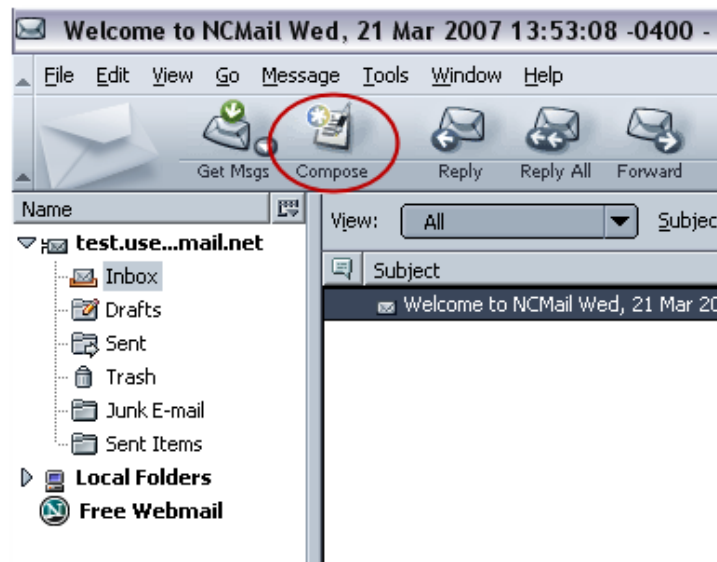 Welcome to NCMail Wed, 21 Mar 2007 13:53:08 -0400 -
File Edit View Go Message Tools Window Help
Get Msgs Compose Reply Reply All Forward
Name
View: All Subjec
test.use...mail.net
Subject
Inbox
Welcome to NCMail Wed, 21 Mar 20
Drafts
Sent
Trash
Junk E-mail
Sent Items
Local Folders
N Free Webmail